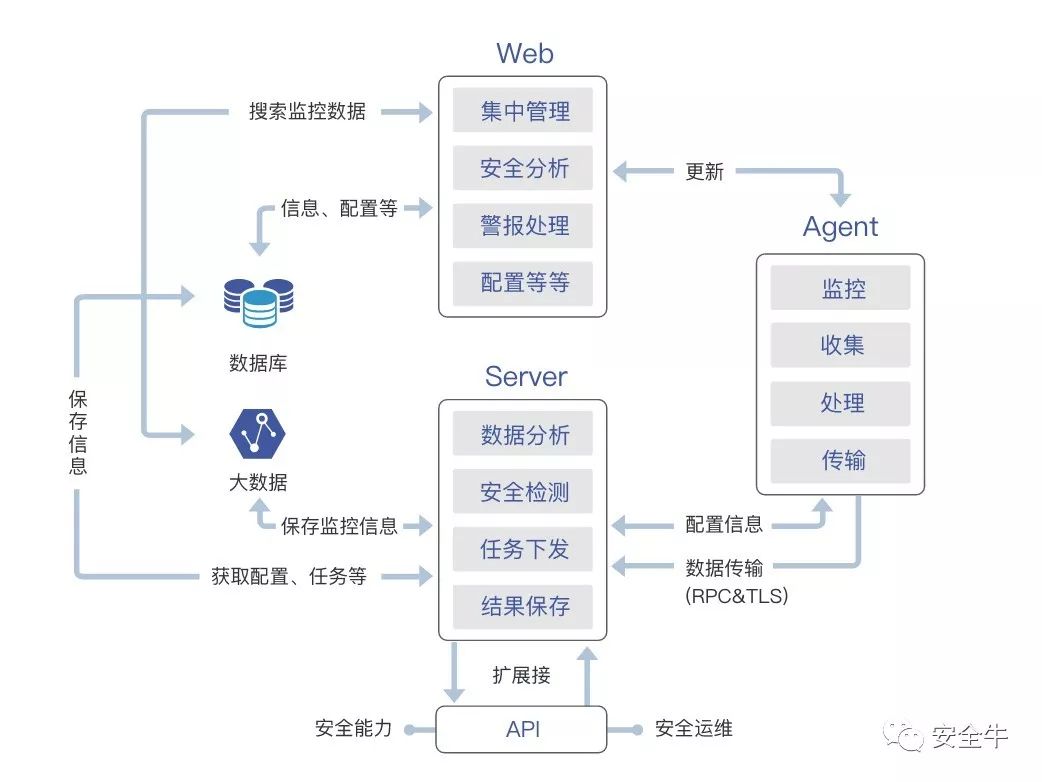 Web
搜索监控数据
集中管理
安全分析
更新
信息、配置等
警报处理
Agent
配置等等
监控
数据库
收集
Server
保存信息
处理
数据分析
传输
大数据
安全检测
保存监控信息
配置信息
任务下发
获取配置、任务等
数据传输
(RPC&TLS)
结果保存
扩展接
安全能力
API
安全运维
安全牛